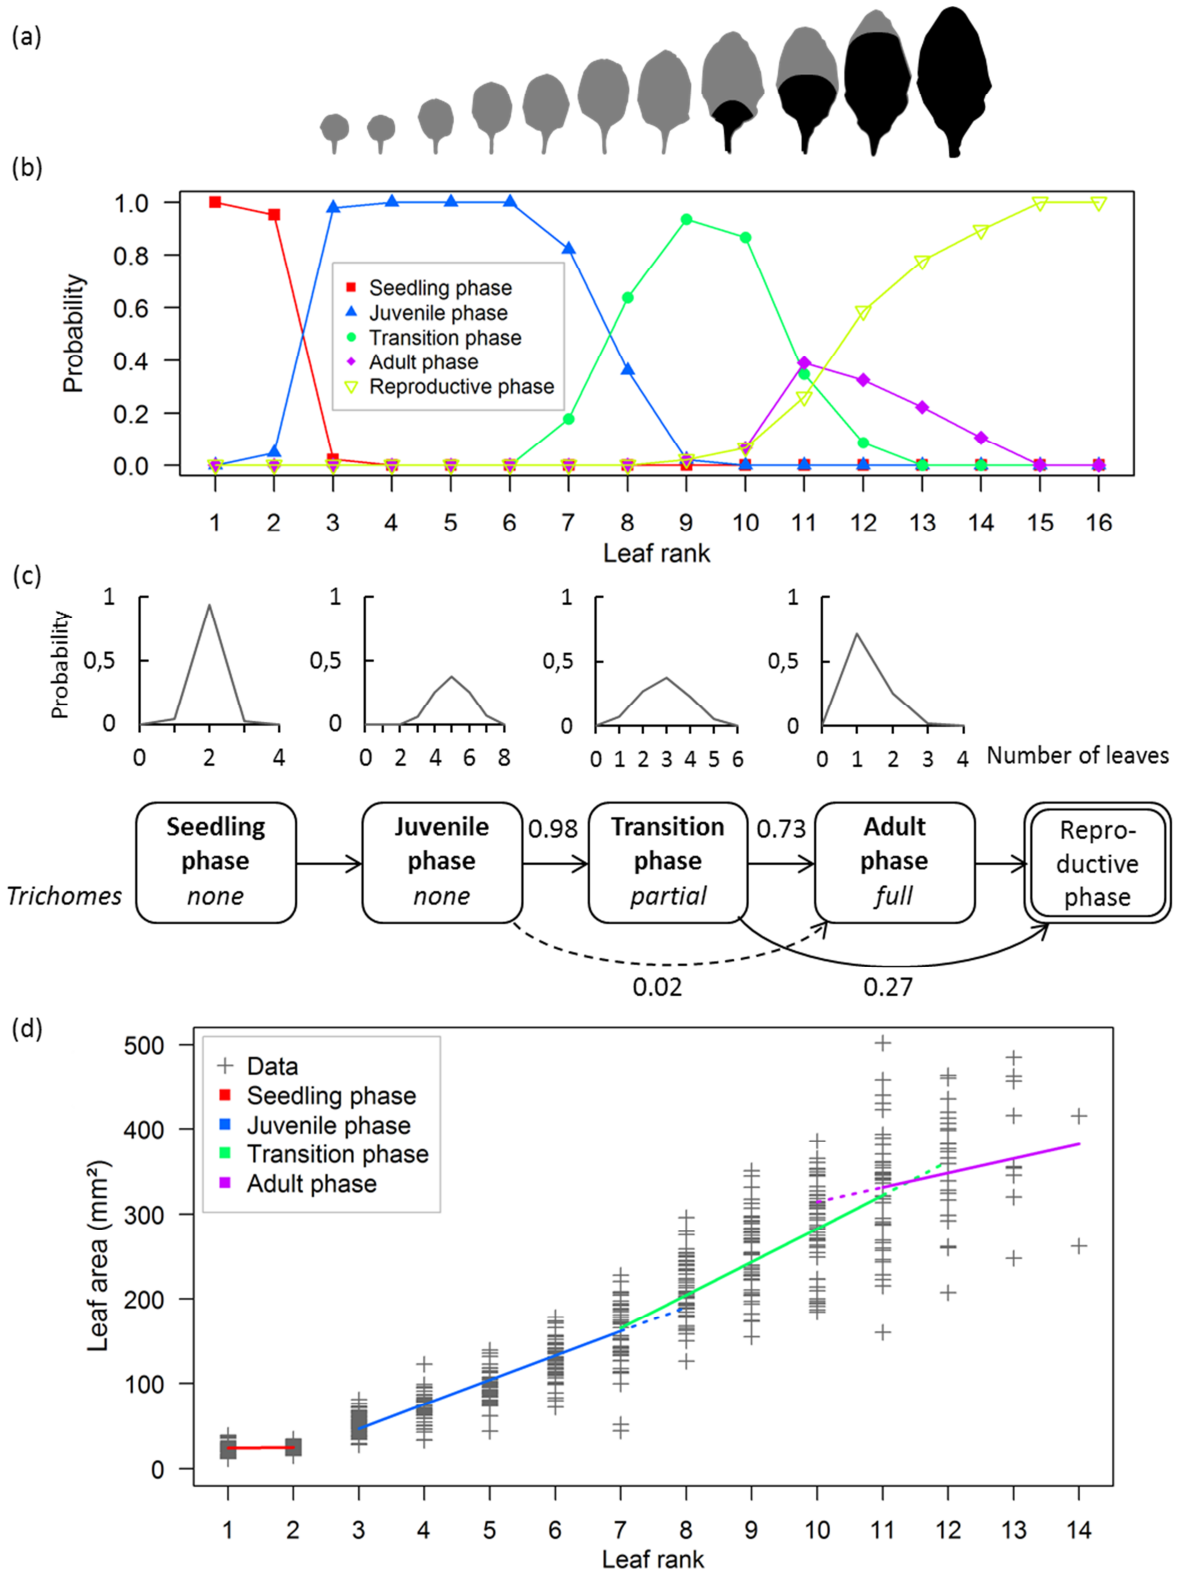 (a)
(b)
1.0
0.8
0.6
0.4
0.2
0.0
Probability
Seedling phase
Juvenile phase
Transition phase
Adult phase
Reproductive phase
1 2 3 4 5 6 7 8 9 10 11 12 13 14 15 16
Leaf rank
(c)
Probability
1
0,5
0
0 2 4
1
0,5
0
0 2 4 6 8
1
0,5
0
0 1 2 3 4 5 6
1
0,5
0
0 1 2 3 4
Number of leaves
Trichomes
Seedling
phase
none
Juvenile
phase
none
0.98
Transition
phase
partial
0.73
Adult
phase
full
Repro-
ductive
phase
0.02
0.27
(d)
500
400
300
200
100
0
Leaf area (mm²)
Data
Seedling phase
Juvenile phase
Transition phase
Adult phase
1 2 3 4 5 6 7 8 9 10 11 12 13 14
Leaf rank